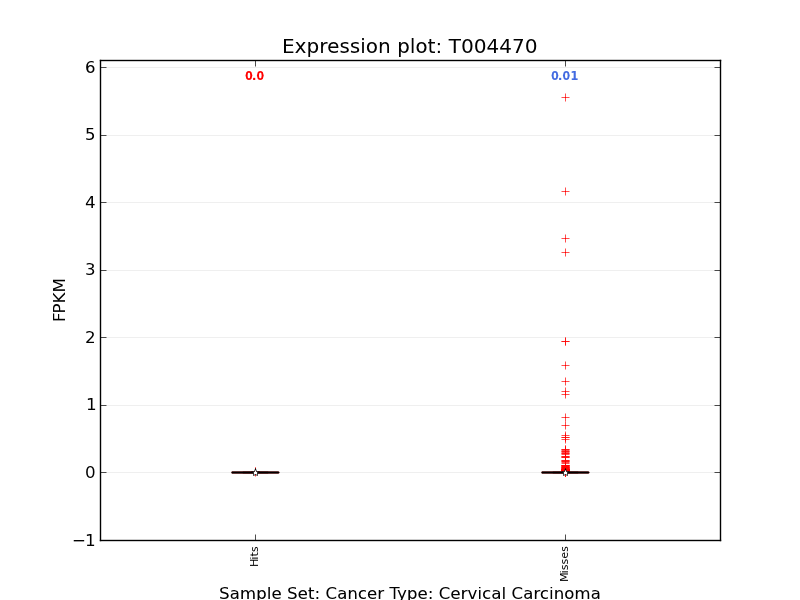 Expression plot: T004470
0.0
0.01
6
5
4
3
2
1
0
−1
FPKM
Hits
Misses
Sample Set: Cancer Type: Cervical Carcinoma